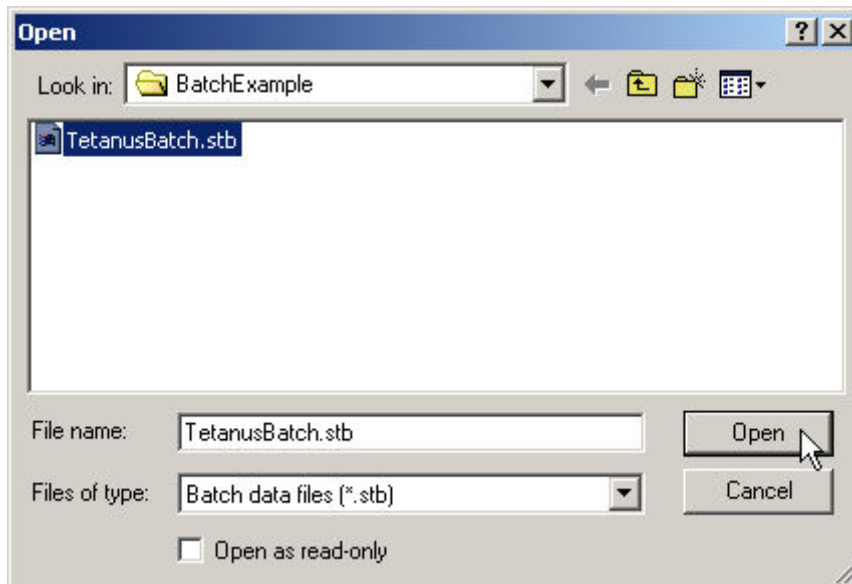 Open
Look in: BatchExample
TetanusBatch.stb
File name: TetanusBatch.stb Open
Files of type: Batch data files (*.stb) Cancel
Open as read-only